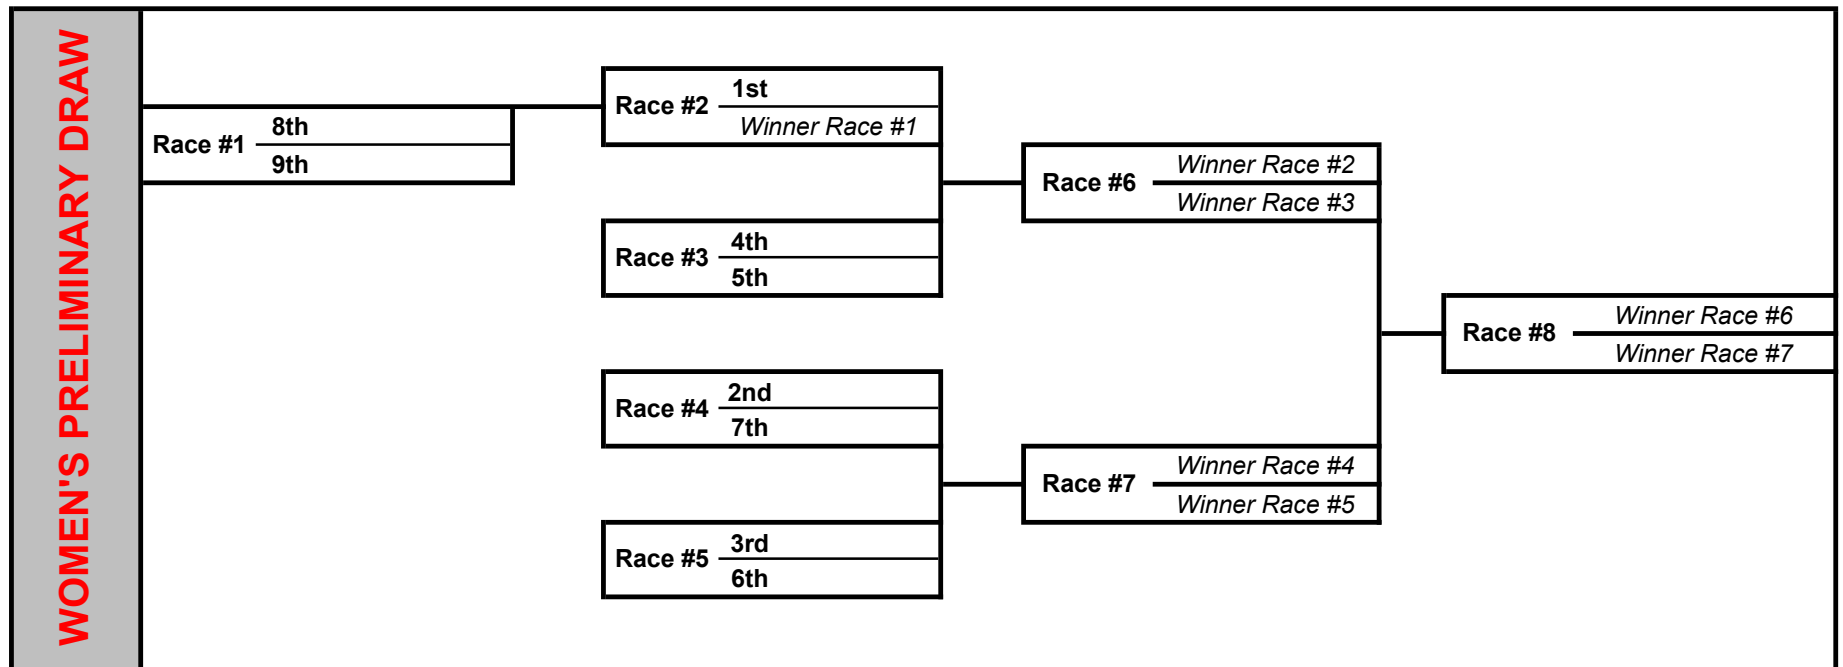 WOMEN'S PRELIMINARY DRAW
Race #1
8th
9th
Race #2
1st
Winner Race #1
Race #3
4th
5th
Race #4
2nd
7th
Race #5
3rd
6th
Race #6
Winner Race #2
Winner Race #3
Race #7
Winner Race #4
Winner Race #5
Race #8
Winner Race #6
Winner Race #7